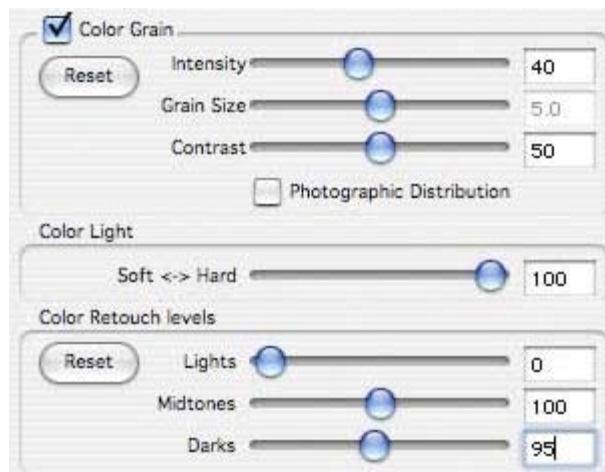 Color Grain
Reset
Intensity 40
Grain Size 5.0
Contrast 50
Photographic Distribution
Color Light
Soft <-> Hard 100
Color Retouch levels
Reset
Lights 0
Midtones 100
Darks 95